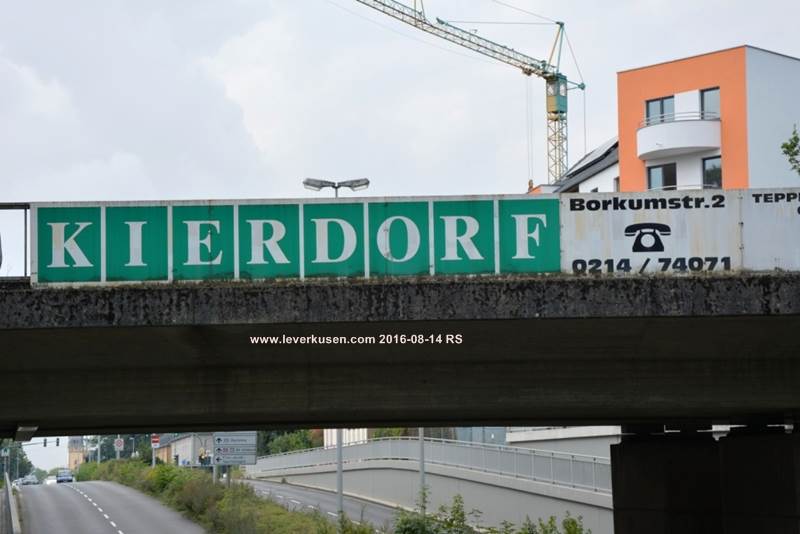 KIERDORF
Borkumstr.2
0214 / 74071
TEPP
www.leverkusen.com 2016-08-14 RS